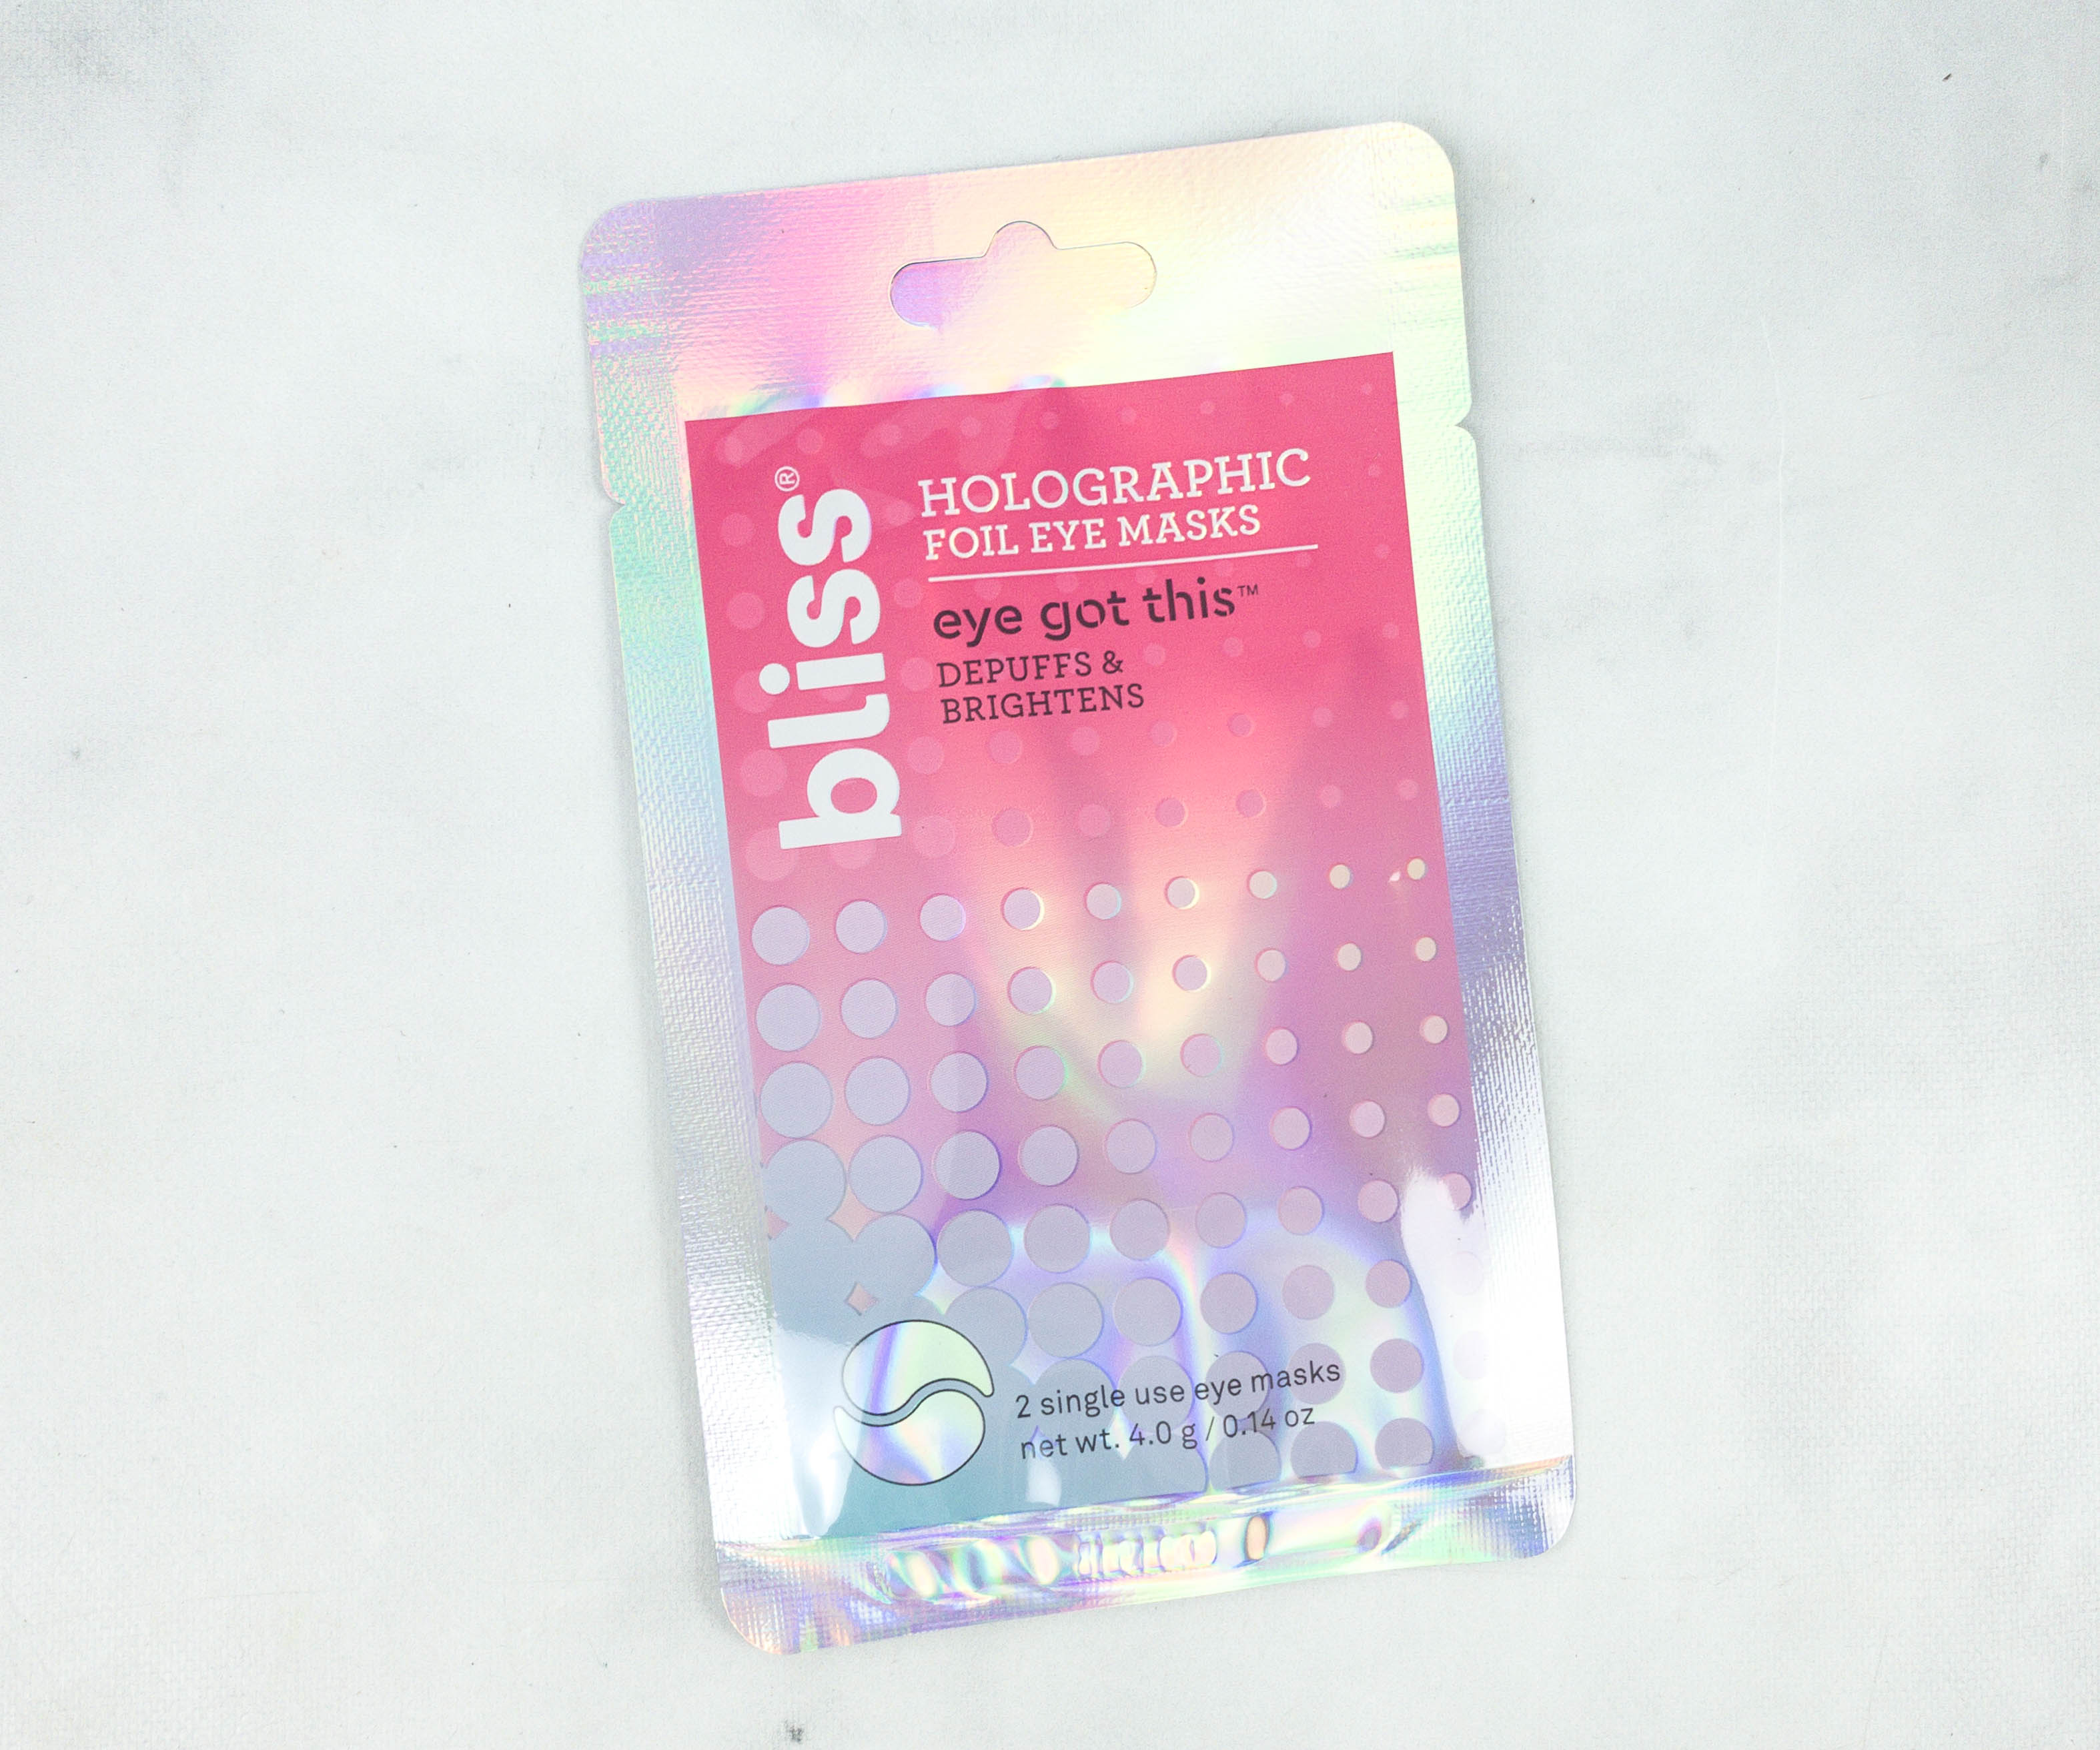 bliss®
HOLOGRAPHIC
FOIL EYE MASKS
eye got this™
DEPUFFS &
BRIGHTENS
2 single use eye masks
net wt. 4.0 g / 0.14 oz